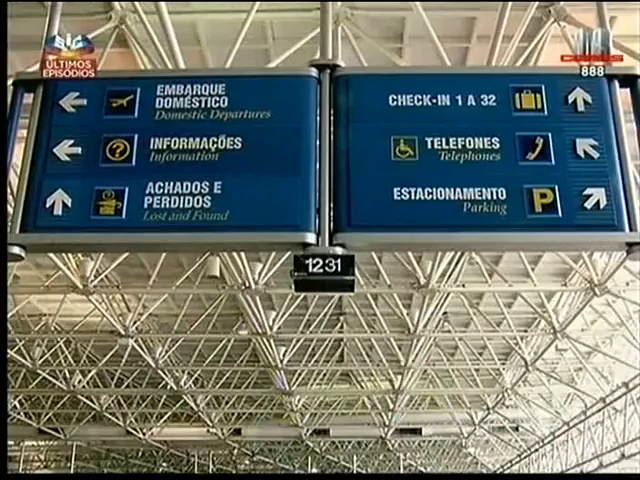 SIC
ÚLTIMOS
EPISÓDIOS
888
EMBARQUE
DOMÉSTICO
Domestic Departures
INFORMAÇÕES
Information
ACHADOS E
PERDIDOS
Lost and Found
CHECK-IN 1 A 32
TELEFONES
Telephones
ESTACIONAMENTO
Parking
P
12 31